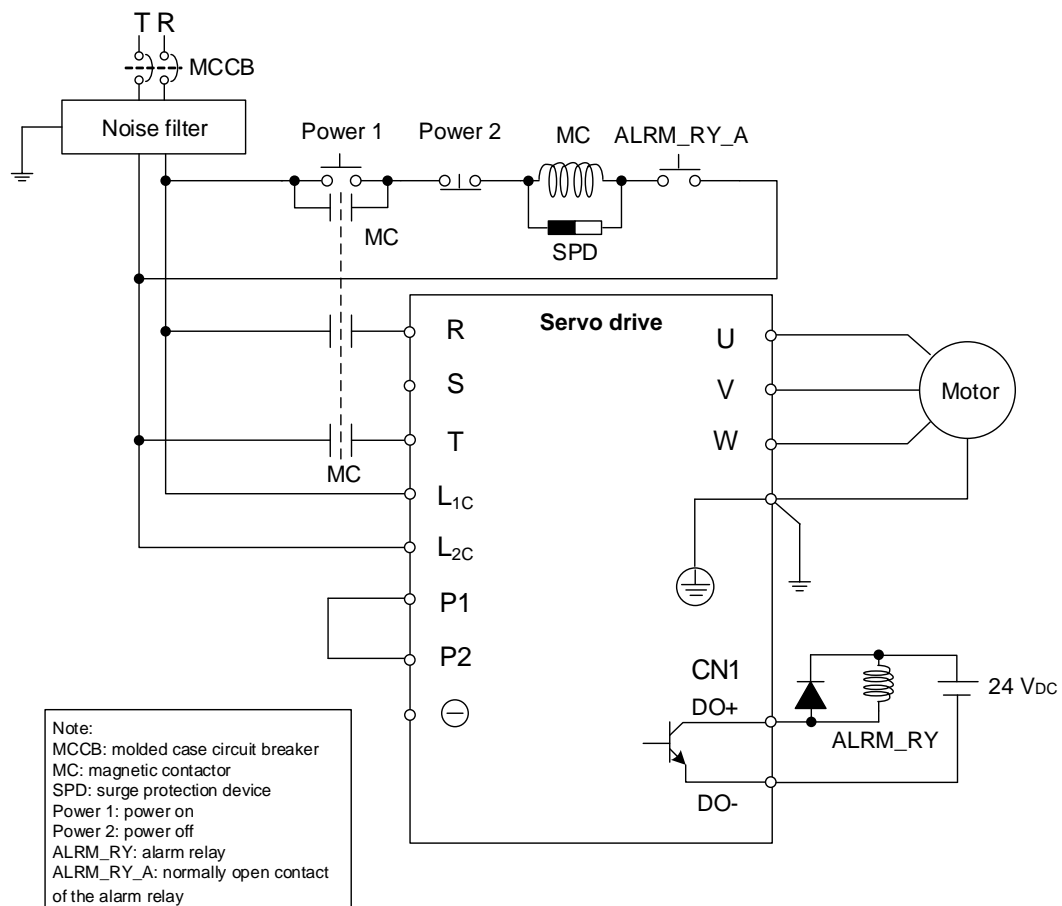 T R
MCCB
Noise filter
Power 1
Power 2
MC
ALRM_RY_A
MC
SPD
Servo drive
R
S
T
MC
L1C
L2C
P1
P2
U
V
W
Motor
CN1
DO+
DO-
ALRM_RY
24 VDC
Note:
MCCB: molded case circuit breaker
MC: magnetic contactor
SPD: surge protection device
Power 1: power on
Power 2: power off
ALRM_RY: alarm relay
ALRM_RY_A: normally open contact
of the alarm relay